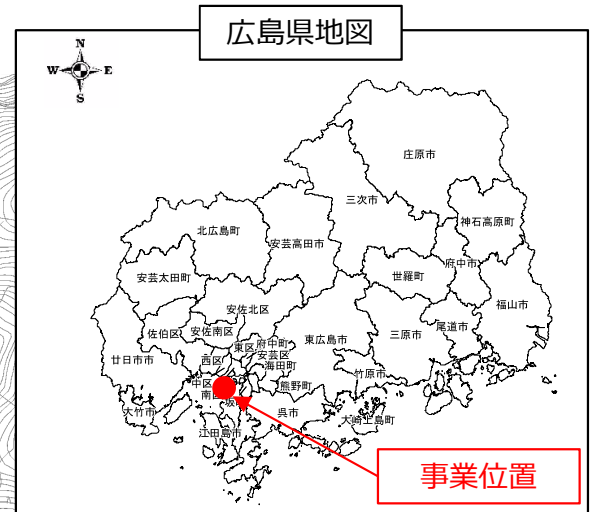 広島県地図
N
W E
S
庄原市
三次市
神石高原町
北広島町
安芸高田市
府中市
世羅町
安芸太田町
福山市
安佐北区
尾道市
佐伯区
安佐南区
東広島市
三原市
府中町
東区
安芸区
廿日市市
西区
海田町
竹原市
中区
熊野町
南区
坂町
大竹市
呉市
大崎上島町
江田島市
事業位置